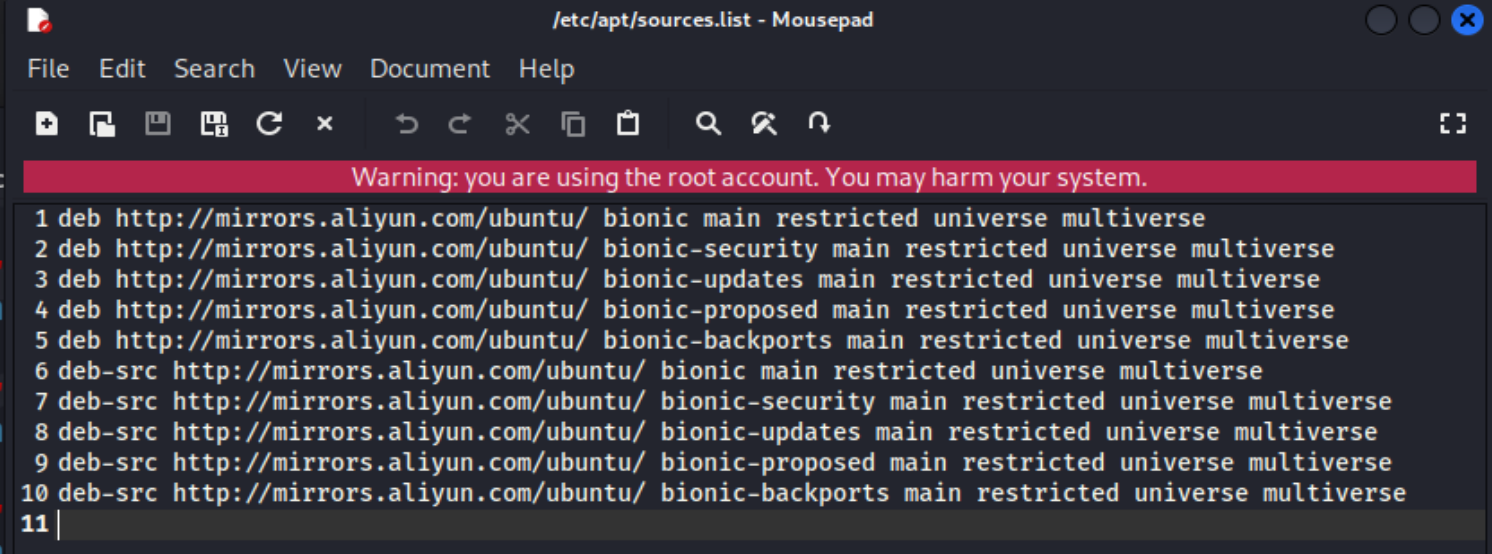 /etc/apt/sources.list - Mousepad
File Edit Search View Document Help
Warning: you are using the root account. You may harm your system.
1 deb http://mirrors.aliyun.com/ubuntu/ bionic main restricted universe multiverse
2 deb http://mirrors.aliyun.com/ubuntu/ bionic-security main restricted universe multiverse
3 deb http://mirrors.aliyun.com/ubuntu/ bionic-updates main restricted universe multiverse
4 deb http://mirrors.aliyun.com/ubuntu/ bionic-proposed main restricted universe multiverse
5 deb http://mirrors.aliyun.com/ubuntu/ bionic-backports main restricted universe multiverse
6 deb-src http://mirrors.aliyun.com/ubuntu/ bionic main restricted universe multiverse
7 deb-src http://mirrors.aliyun.com/ubuntu/ bionic-security main restricted universe multiverse
8 deb-src http://mirrors.aliyun.com/ubuntu/ bionic-updates main restricted universe multiverse
9 deb-src http://mirrors.aliyun.com/ubuntu/ bionic-proposed main restricted universe multiverse
10 deb-src http://mirrors.aliyun.com/ubuntu/ bionic-backports main restricted universe multiverse
11